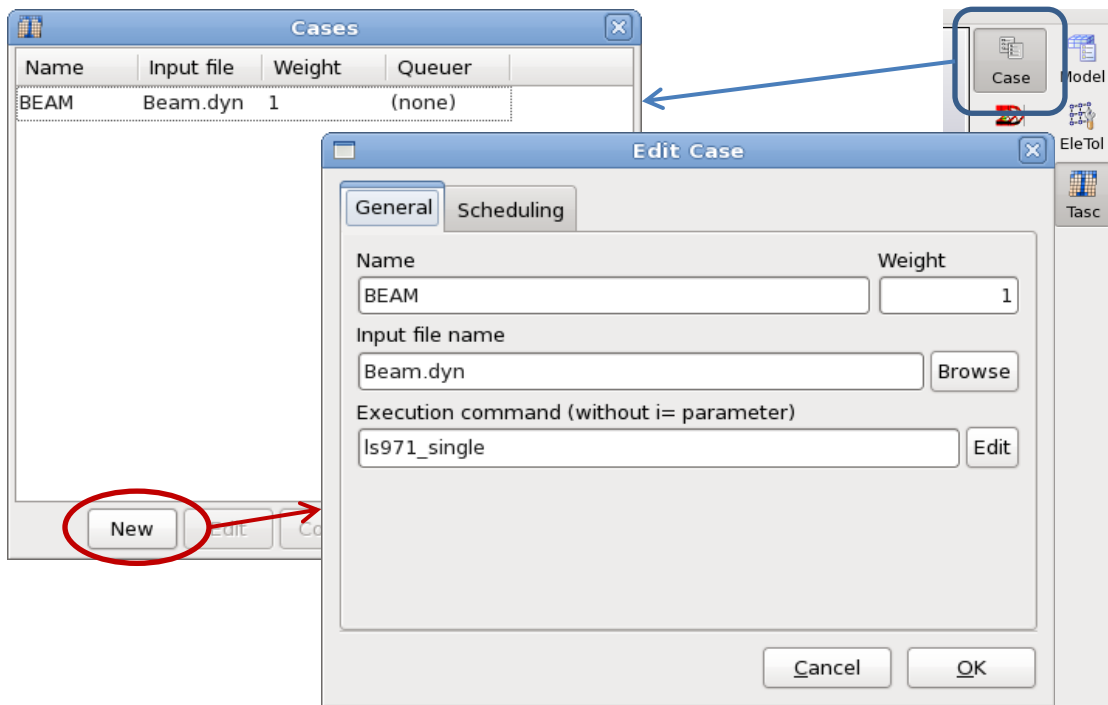 Cases
Name Input file Weight Queuer
BEAM Beam.dyn 1 (none)
New Edit Co
Case Model
EleTol
Tasc
Edit Case
General Scheduling
Name Weight
BEAM 1
Input file name
Beam.dyn Browse
Execution command (without i= parameter)
ls971_single Edit
Cancel OK